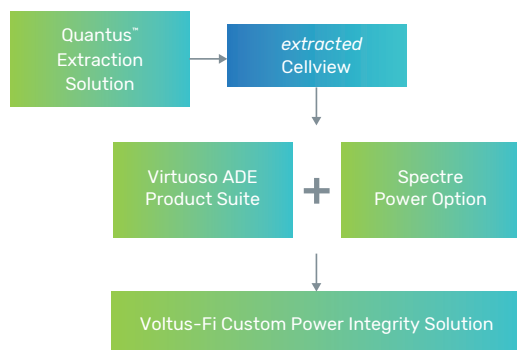 Quantus™
Extraction
Solution
extracted
Cellview
Virtuoso ADE
Product Suite
+
Spectre
Power Option
Voltus-Fi Custom Power Integrity Solution